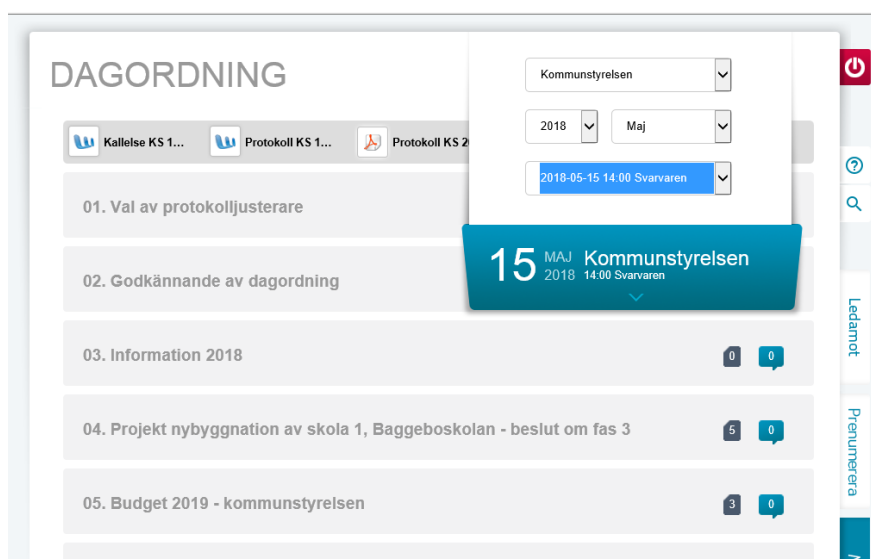 DAGORDNING
Kommunstyrelsen
2018 Maj
2018-05-15 14:00 Svarvaren
Kallelse KS 1... Protokoll KS 1... Protokoll KS 2
15 MAJ 2018 Kommunstyrelsen
14:00 Svarvaren
01. Val av protokolljusterare
02. Godkännande av dagordning
03. Information 2018 0 0
04. Projekt nybyggnation av skola 1, Baggeboskolan - beslut om fas 3 5 0
05. Budget 2019 - kommunstyrelsen 3 0
?
Ledamot
Prenumerera